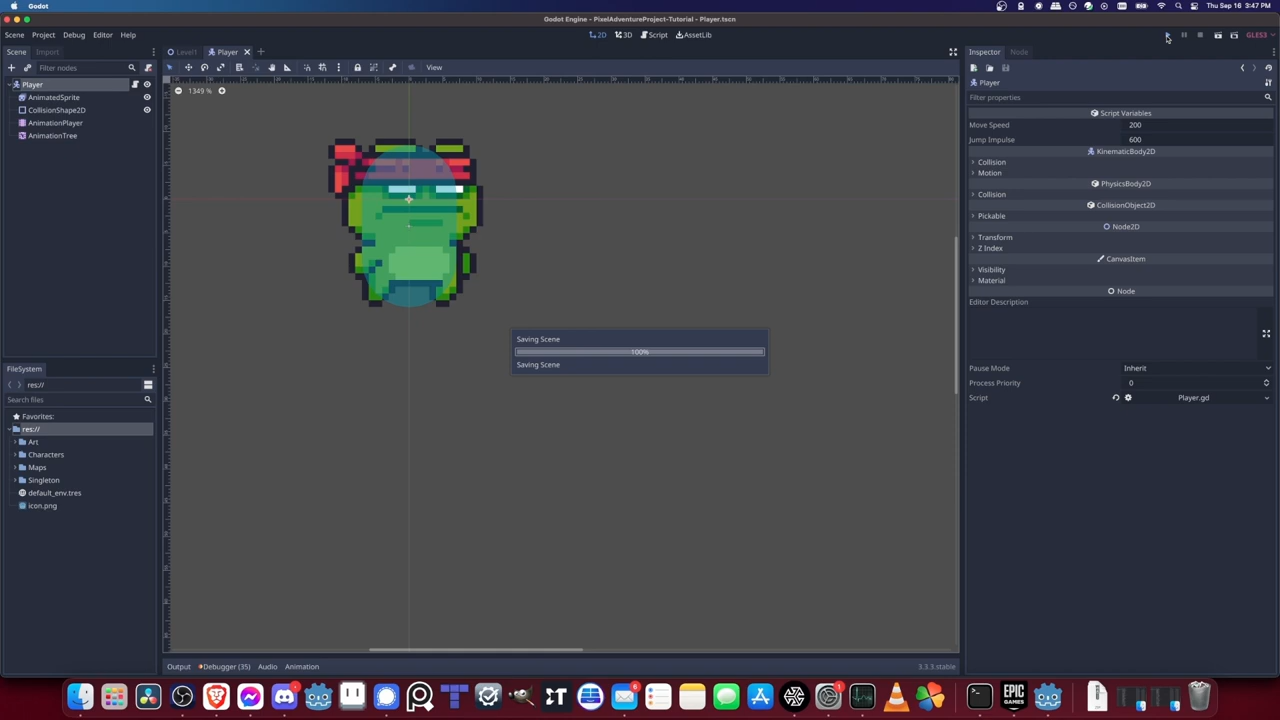 Godot
Thu Sep 16 3:47 PM
Godot Engine - PixelAdventureProject-Tutorial - Player.tscn
Scene Project Debug Editor Help
2D 3D Script AssetLib
GLES3
Scene Import
Level1 Player
Inspector Node
Filter nodes
View
Player
AnimatedSprite
CollisionShape2D
AnimationPlayer
AnimationTree
1349 %
Player
Filter properties
Script Variables
Move Speed 200
Jump Impulse 600
KinematicBody2D
Collision
Motion
PhysicsBody2D
Collision
CollisionObject2D
Pickable
Node2D
Transform
Z Index
CanvasItem
Visibility
Material
Node
Editor Description
Saving Scene
100%
Saving Scene
Pause Mode Inherit
Process Priority 0
Script Player.gd
FileSystem
res://
Search files
Favorites:
res://
Art
Characters
Maps
Singleton
default_env.tres
icon.png
Output Debugger (35) Audio Animation
3.3.3.stable